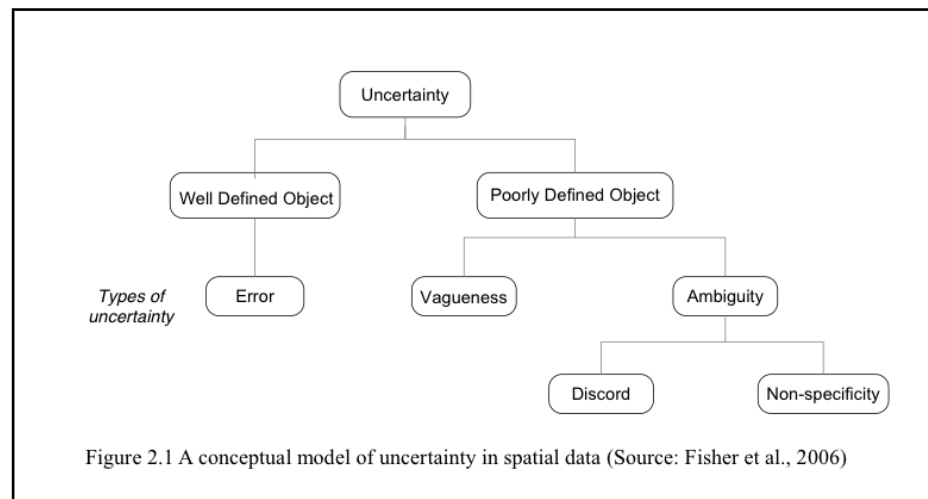 Uncertainty
Well Defined Object
Poorly Defined Object
Types of
uncertainty
Error
Vagueness
Ambiguity
Discord
Non-specificity
Figure 2.1 A conceptual model of uncertainty in spatial data (Source: Fisher et al., 2006)